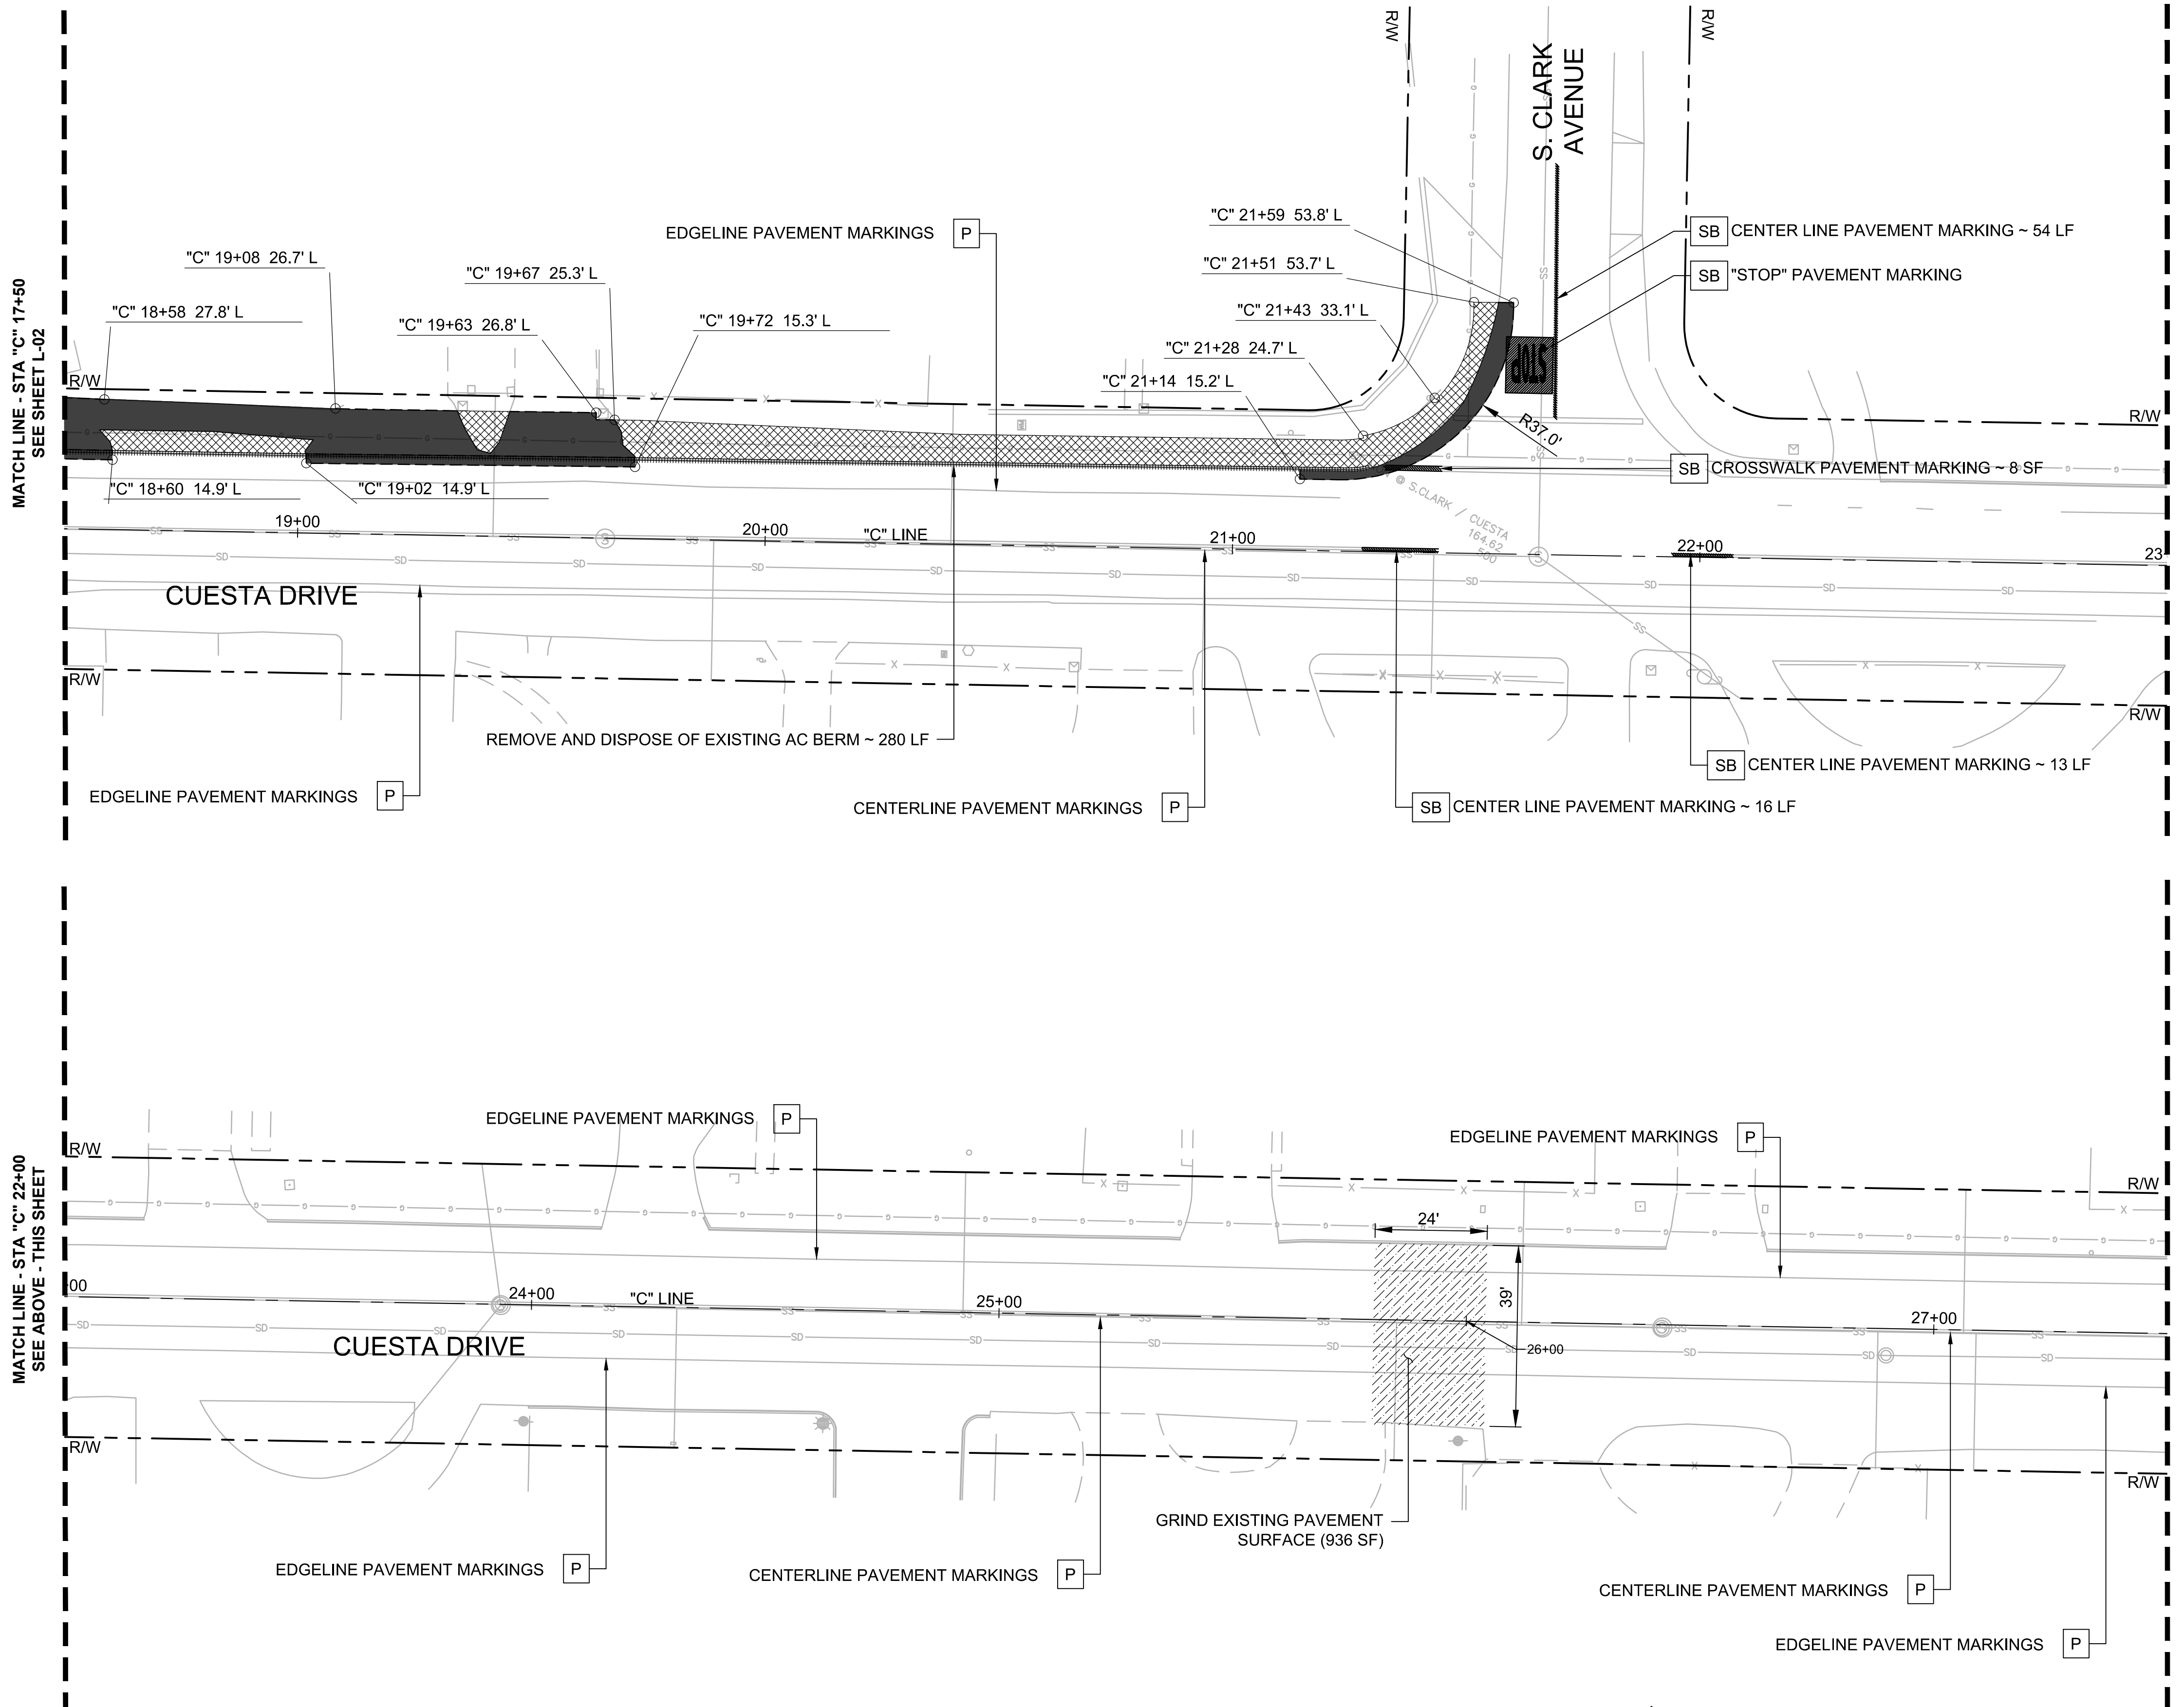 R/W
R/W
S. CLARK
AVENUE
"C" 21+59 53.8' L
EDGELINE PAVEMENT MARKINGS P
SB CENTER LINE PAVEMENT MARKING ~ 54 LF
"C" 19+08 26.7' L
"C" 19+67 25.3' L
"C" 21+51 53.7' L
SB "STOP" PAVEMENT MARKING
"C" 18+58 27.8' L
"C" 19+63 26.8' L
"C" 19+72 15.3' L
"C" 21+43 33.1' L
"C" 21+28 24.7' L
"C" 21+14 15.2' L
STOP
MATCH LINE - STA "C" 17+50
SEE SHEET L-02
R/W
R/W
R37.0'
SB CROSSWALK PAVEMENT MARKING ~ 8 SF
"C" 18+60 14.9' L
"C" 19+02 14.9' L
@ S.CLARK / CUESTA
164.62
500
19+00
20+00
"C" LINE
21+00
22+00
23
CUESTA DRIVE
R/W
R/W
REMOVE AND DISPOSE OF EXISTING AC BERM ~ 280 LF
SB CENTER LINE PAVEMENT MARKING ~ 13 LF
EDGELINE PAVEMENT MARKINGS P
CENTERLINE PAVEMENT MARKINGS P
SB CENTER LINE PAVEMENT MARKING ~ 16 LF
EDGELINE PAVEMENT MARKINGS P
EDGELINE PAVEMENT MARKINGS P
R/W
R/W
MATCH LINE - STA "C" 22+00
SEE ABOVE - THIS SHEET
24'
39'
00
24+00
"C" LINE
25+00
26+00
27+00
CUESTA DRIVE
R/W
R/W
GRIND EXISTING PAVEMENT
SURFACE (936 SF)
EDGELINE PAVEMENT MARKINGS P
CENTERLINE PAVEMENT MARKINGS P
CENTERLINE PAVEMENT MARKINGS P
EDGELINE PAVEMENT MARKINGS P